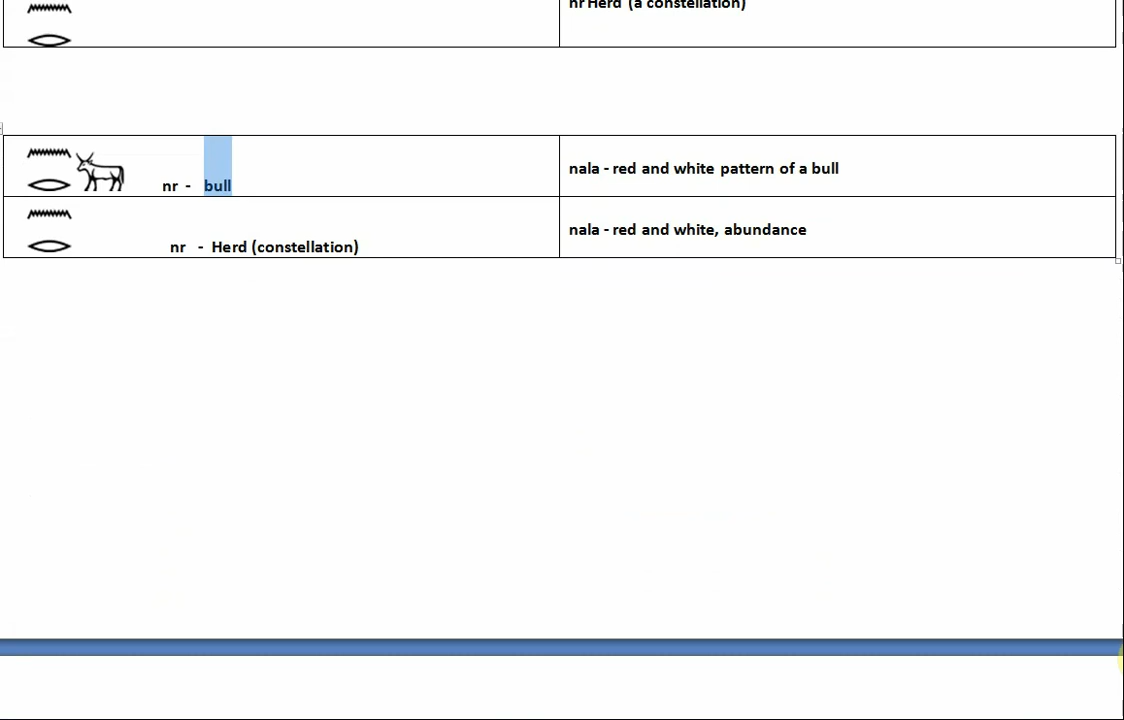 nr Herd (a constellation)
nr - bull
nala - red and white pattern of a bull
nr - Herd (constellation)
nala - red and white, abundance